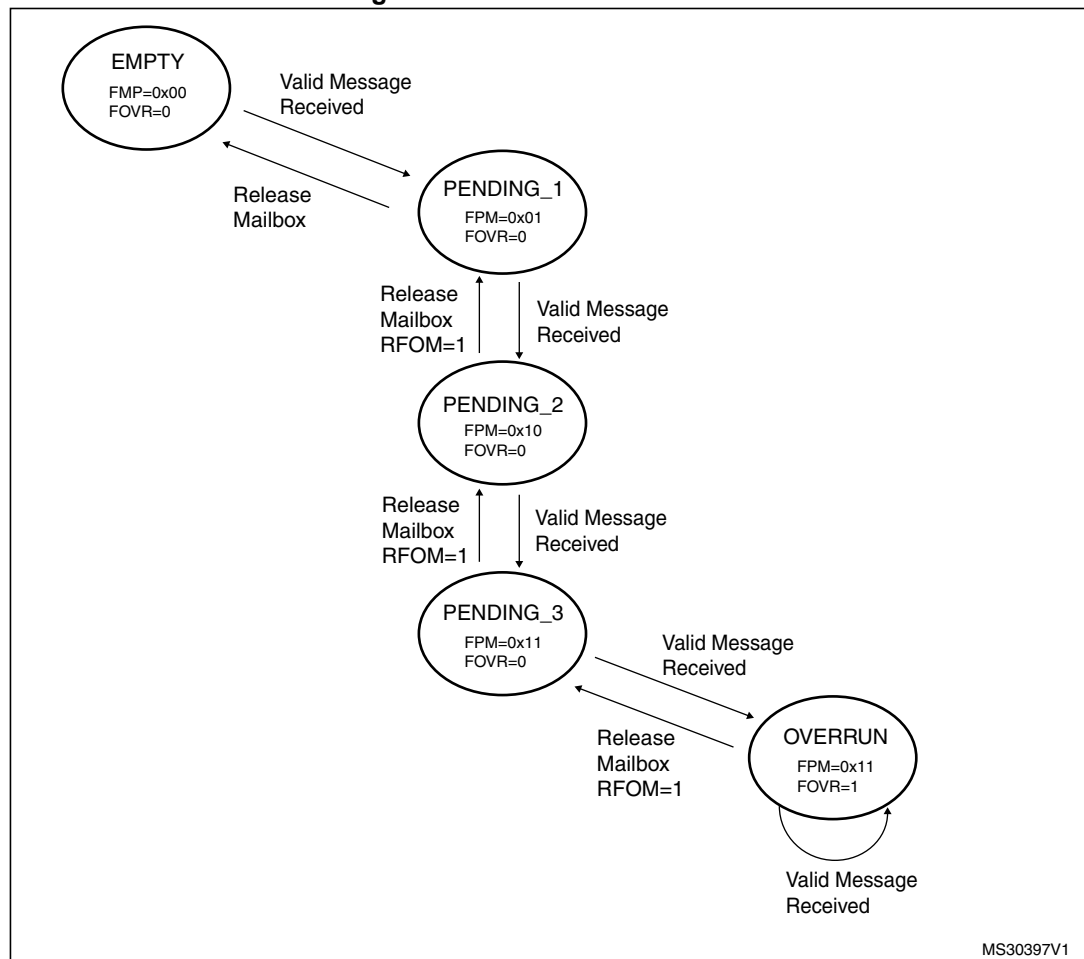 EMPTY
FMP=0x00
FOVR=0
Valid Message
Received
Release
Mailbox
PENDING_1
FPM=0x01
FOVR=0
Release
Mailbox
RFOM=1
Valid Message
Received
PENDING_2
FPM=0x10
FOVR=0
Release
Mailbox
RFOM=1
Valid Message
Received
PENDING_3
FPM=0x11
FOVR=0
Valid Message
Received
Release
Mailbox
RFOM=1
OVERRUN
FPM=0x11
FOVR=1
Valid Message
Received
MS30397V1